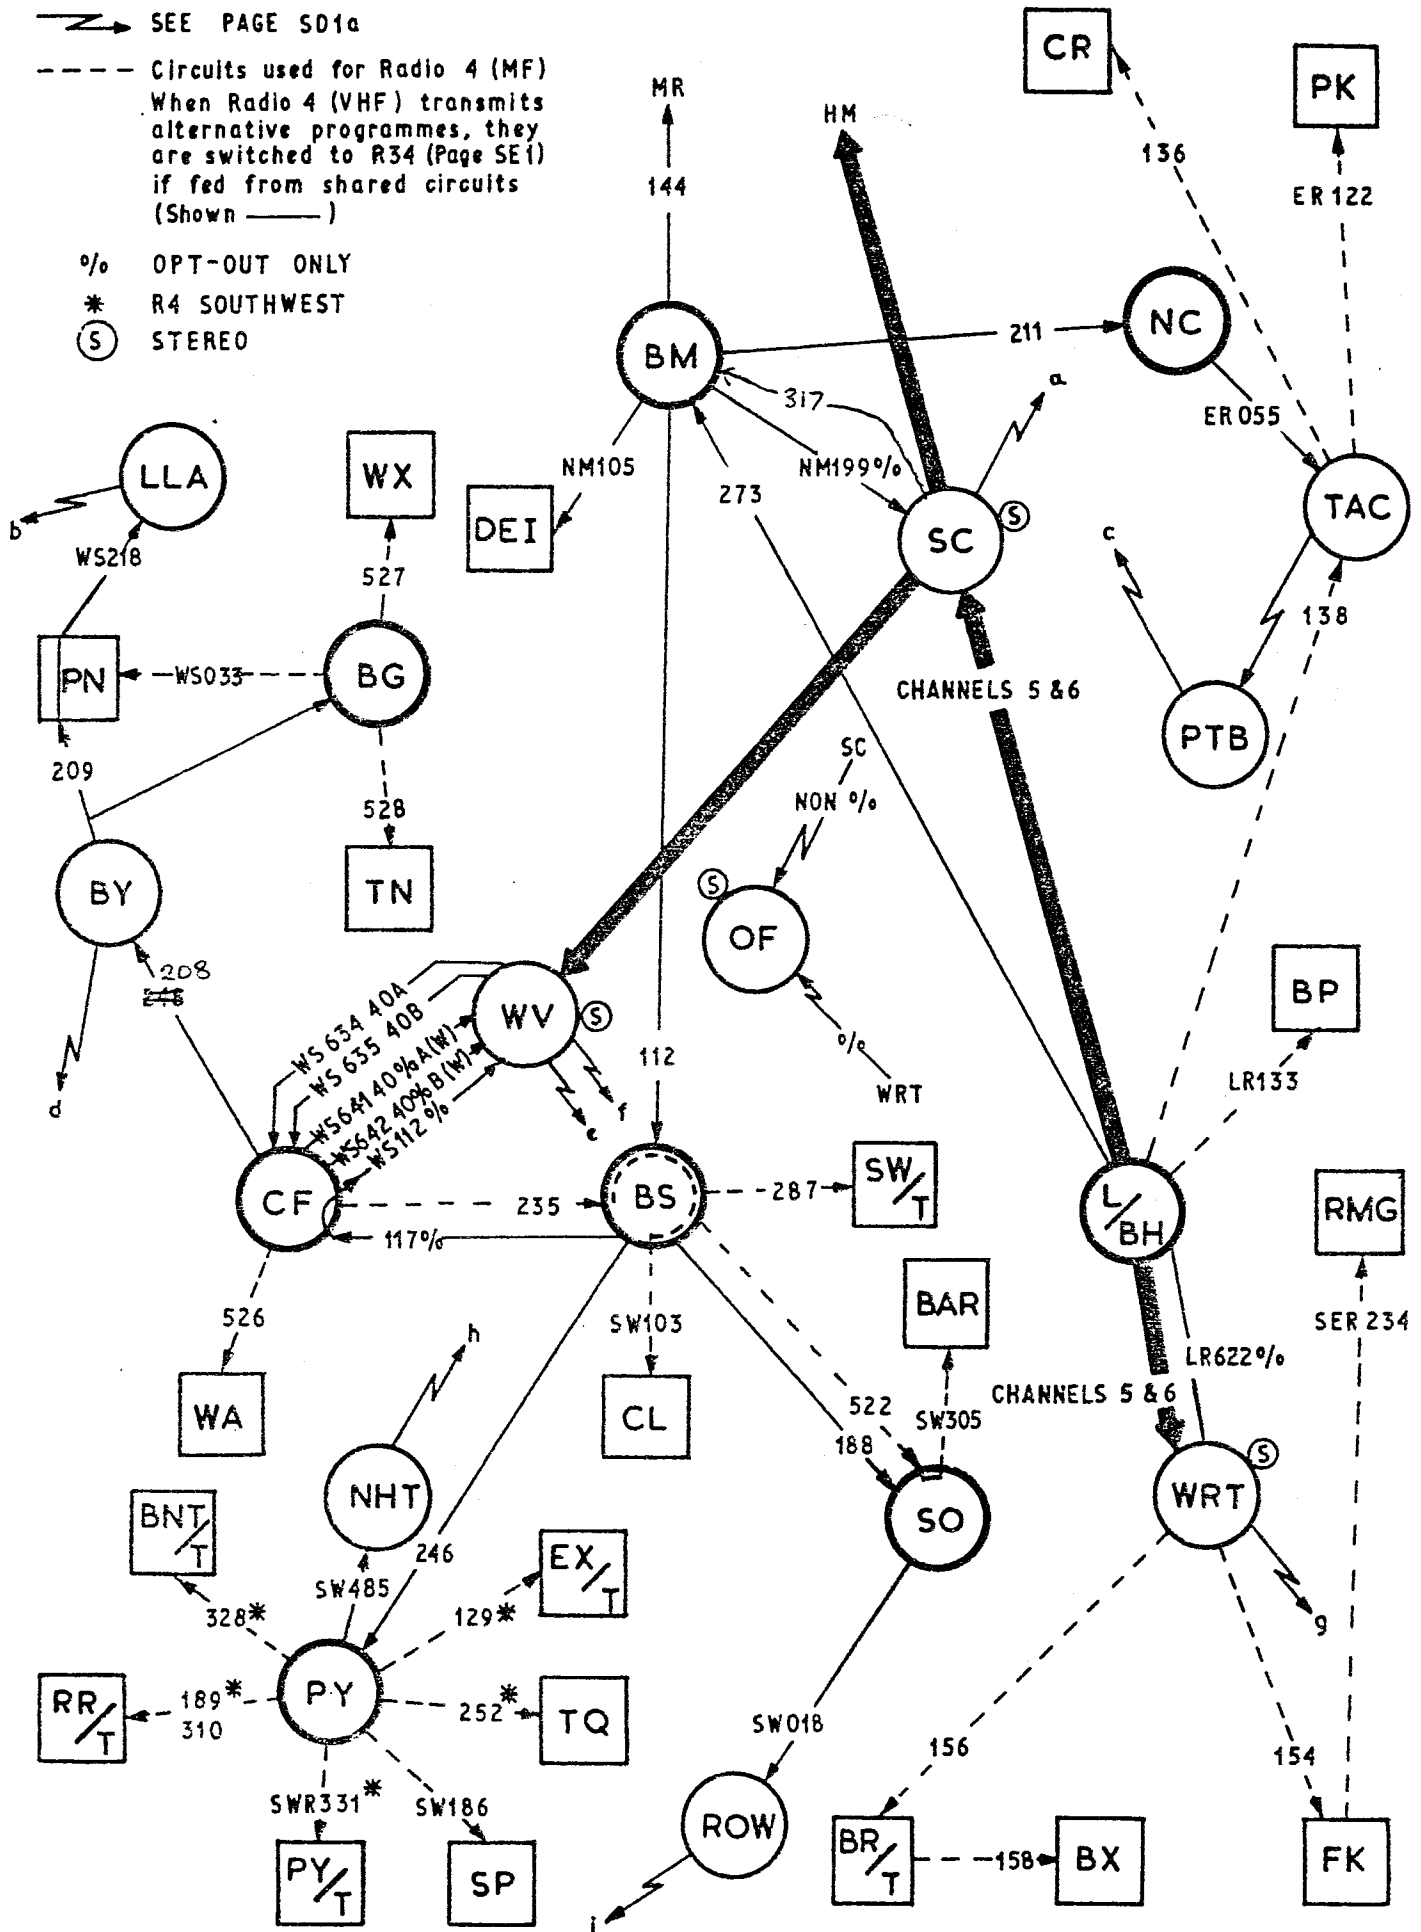 SEE PAGE SD1a
Circuits used for Radio 4 (MF)
When Radio 4 (VHF) transmits
alternative programmes, they
are switched to R34 (Page SE1)
if fed from shared circuits
(Shown ——— )
% OPT-OUT ONLY
* R4 SOUTHWEST
S STEREO
MR
HM
CR
PK
144
136
ER 122
BM
211
NC
a
317
ER 055
LLA
WX
NM105
NM199%
273
TAC
b
DEI
SC
S
c
WS218
527
138
PN
WS033
BG
CHANNELS 5 & 6
PTB
209
SC
528
NON %
BY
TN
S
OF
208
246
BP
WS 634 40A
WS 635 40B
WS641 40%A(W)
WS642 40%B(W)
WS112 %
WV
S
%
112
LR133
d
f
e
WRT
CF
235
BS
287
SW/T
L/BH
RMG
117%
526
h
SW103
BAR
SER 234
LR622%
CHANNELS 5 & 6
WA
CL
522
SW305
188
S
NHT
WRT
BNT/T
SO
246
EX/T
SW485
328*
129*
g
PY
RR/T
189*
310
252*
TQ
SW018
156
154
SWR331*
SW186
ROW
BR/T
158
BX
FK
PY/T
SP